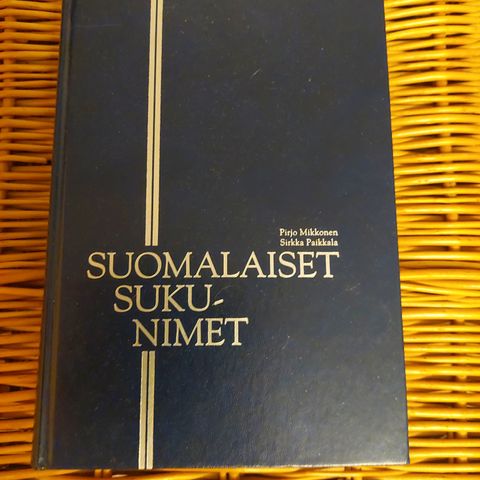 Pirjo Mikkonen
Sirkka Paikkala
SUOMALAISET
SUKU-
NIMET